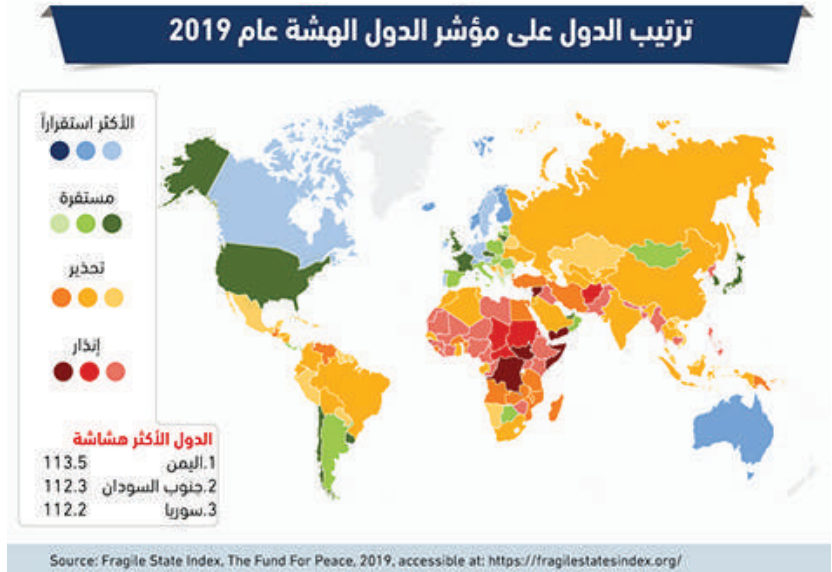 ترتيب الدول على مؤشر الدول الهشة عام 2019
الأكثر استقراراً
مستقرة
تحذير
إنذار
الدول الأكثر هشاشة
1.اليمن 113.5
2.جنوب السودان 112.3
3.سوريا 112.2
Source: Fragile State Index, The Fund For Peace, 2019, accessible at: https://fragilestatesindex.org/